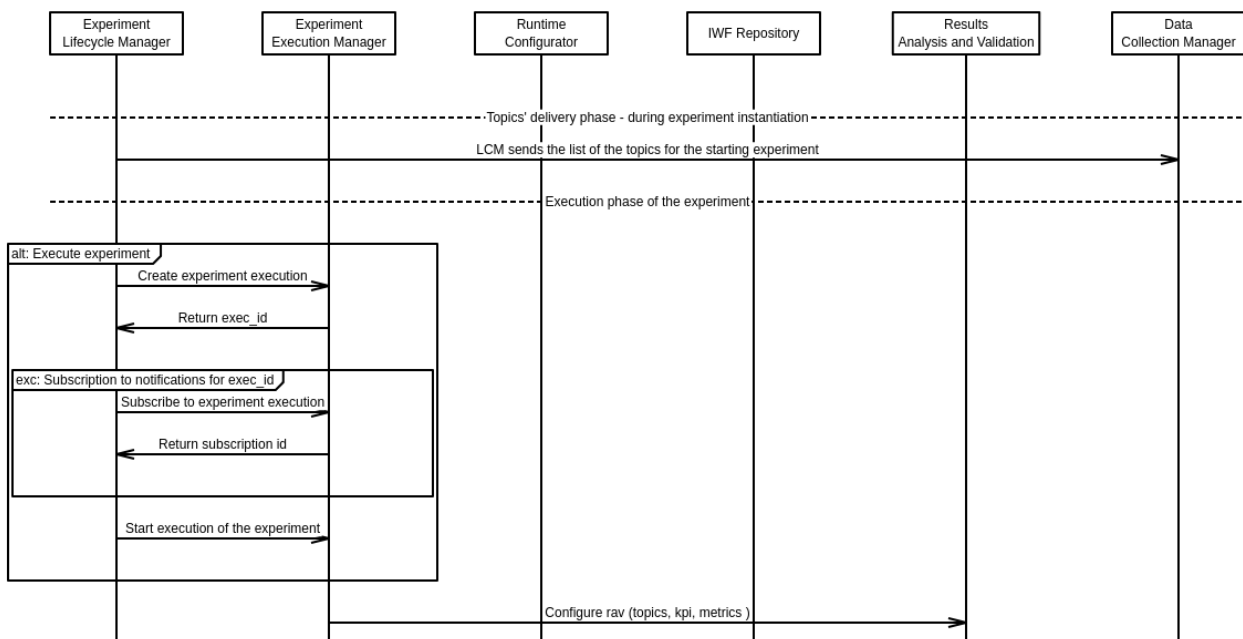 Experiment
Lifecycle Manager
Experiment
Execution Manager
Runtime
Configurator
IWF Repository
Results
Analysis and Validation
Data
Collection Manager
Topics' delivery phase - during experiment instantiation
LCM sends the list of the topics for the starting experiment
Execution phase of the experiment
alt: Execute experiment
Create experiment execution
Return exec_id
exc: Subscription to notifications for exec_id
Subscribe to experiment execution
Return subscription id
Start execution of the experiment
Configure rav (topics, kpi, metrics )